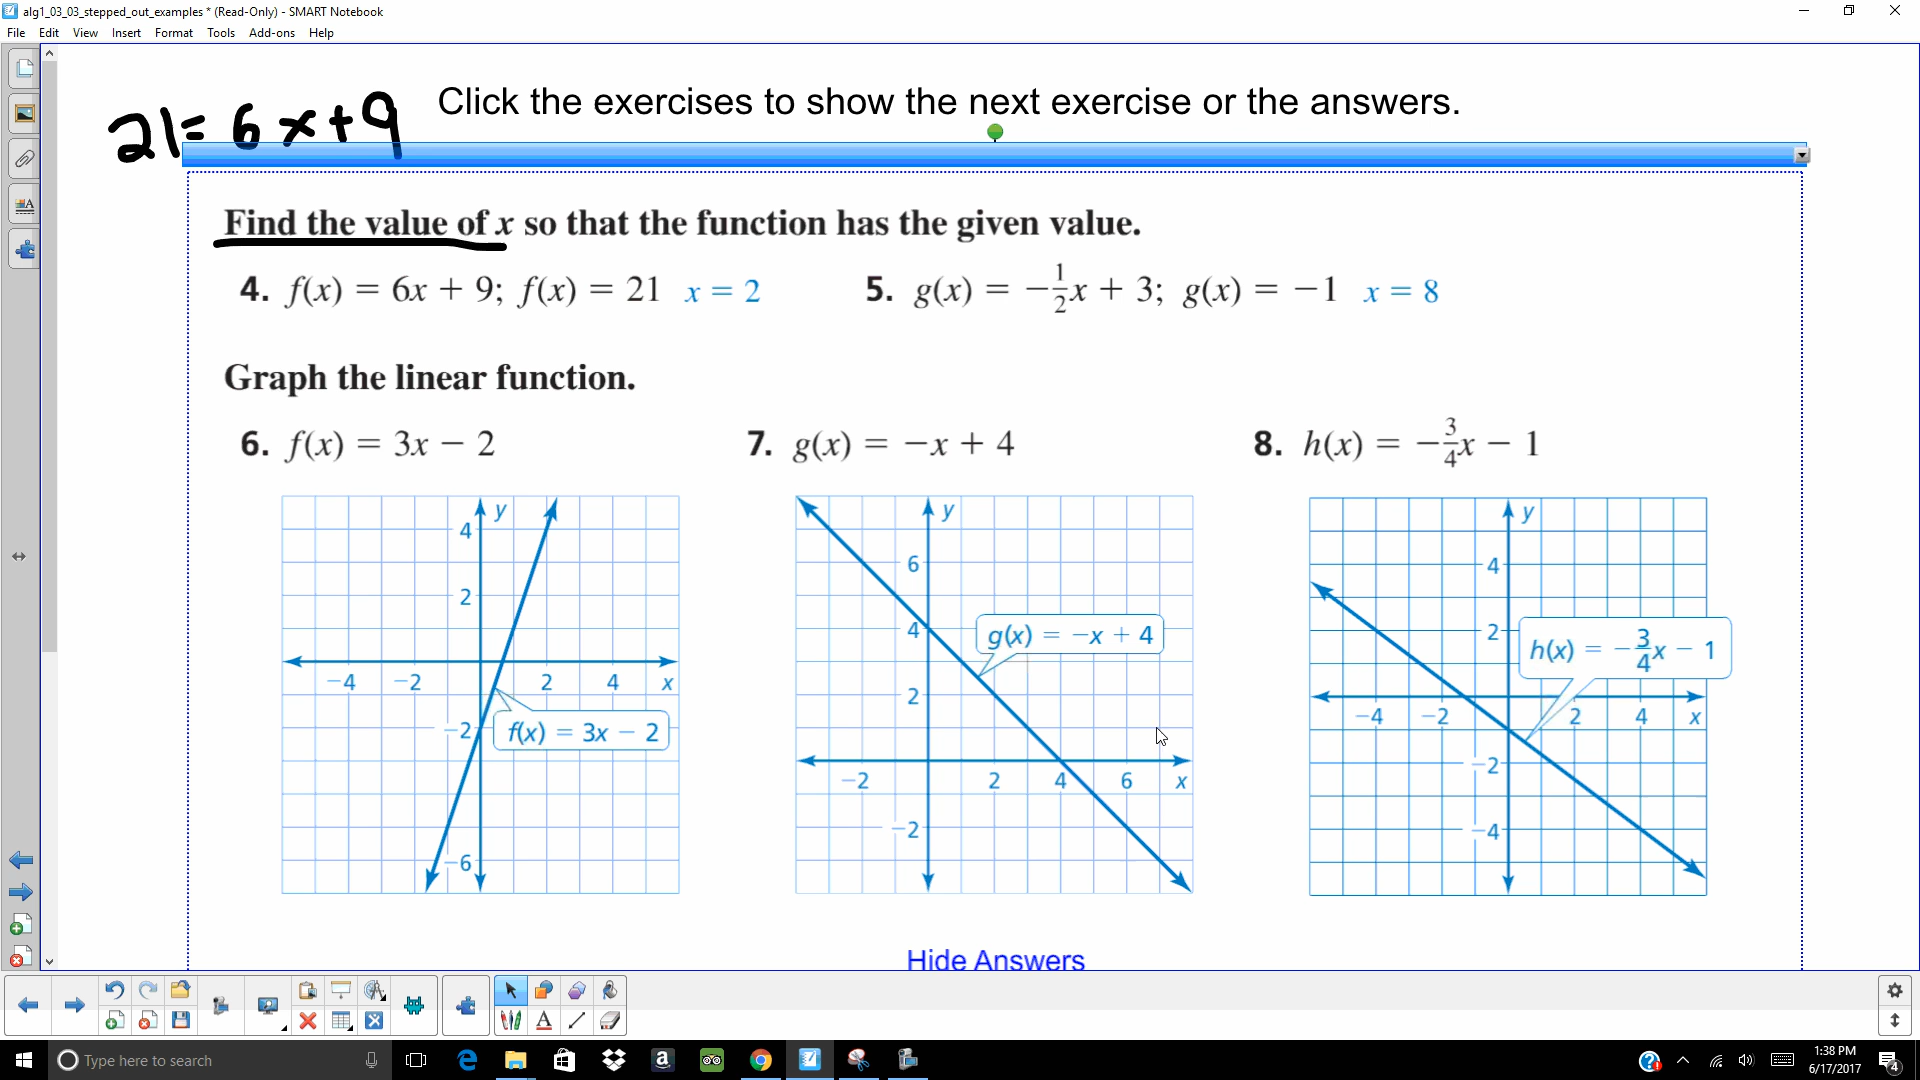 alg1_03_03_stepped_out_examples * (Read-Only) - SMART Notebook
File Edit View Insert Format Tools Add-ons Help
21 = 6x+9
Click the exercises to show the next exercise or the answers.
Find the value of x so that the function has the given value.
4. f(x) = 6x + 9; f(x) = 21 x = 2
5. g(x) = −1/2x + 3; g(x) = −1 x = 8
Graph the linear function.
6. f(x) = 3x − 2
7. g(x) = −x + 4
8. h(x) = −3/4x − 1
y
4
2
−4 −2 2 4 x
−2
f(x) = 3x − 2
−6
y
6
4
g(x) = −x + 4
2
−2 2 4 6 x
−2
y
4
2
h(x) = −3/4x − 1
−4 −2 2 4 x
−2
−4
Hide Answers
Type here to search
1:38 PM
6/17/2017
4